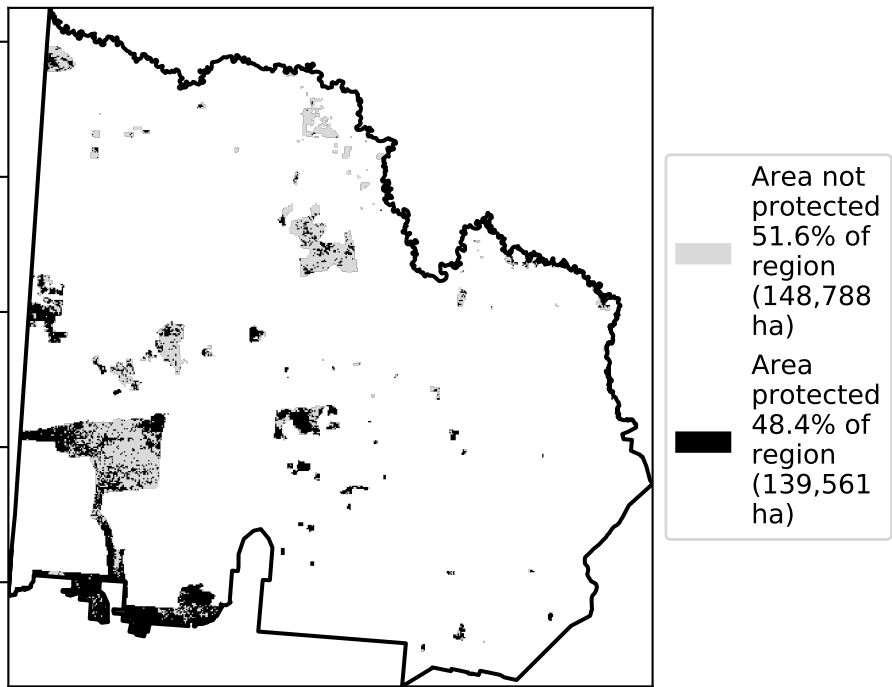 Area not
protected
51.6% of
region
(148,788
ha)
Area
protected
48.4% of
region
(139,561
ha)